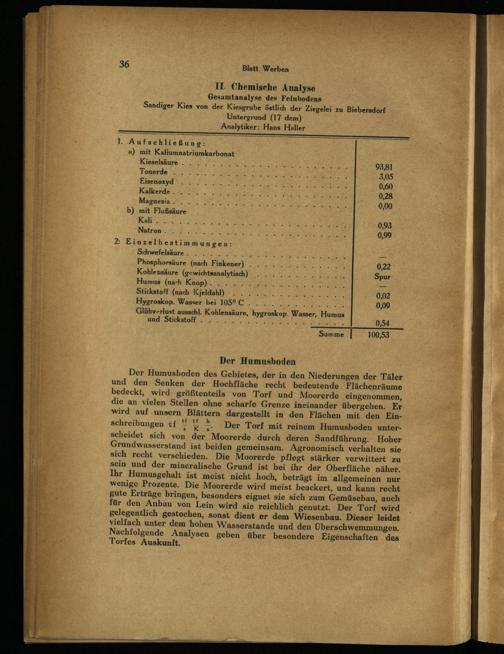 36
Blatt Werben
II. Chemische Analyse
Gesamtanalyse des Feinbodens
Sandiger Kies von der Kiesgrube östlich der Ziegelei zu Biebersdorf
Untergrund (17 dem)
Analytiker: Hans Haller
1. Aufschließung:
a) mit Kaliumnatriumkarbonat
Kieselsäure . . . . . 93,81
Tonerde . . . . . 3,05
Eisenoxyd . . . . . 0,60
Kalkerde . . . . . 0,28
Magnesia . . . . . 0,00
b) mit Flußsäure
Kali . . . . . 0,93
Natron . . . . . 0,99
2. Einzelbestimmungen:
Schwefelsäure . . . . . —
Phosphorsäure (nach Finkener) . . . . . 0,22
Kohlensäure (gewichtsanalytisch) . . . . . Spur
Humus (nach Knop) . . . . . —
Stickstoff (nach Kjeldahl) . . . . . 0,02
Hygroskop. Wasser bei 105° C . . . . . 0,09
Glühverlust ausschl. Kohlensäure, hygroskop. Wasser, Humus
und Stickstoff . . . . . 0,54
Summe 100,53
Der Humusboden
Der Humusboden des Gebietes, der in den Niederungen der Täler
und den Senken der Hochfläche recht bedeutende Flächenräume
bedeckt, wird größtenteils von Torf und Moorerde eingenommen,
die an vielen Stellen ohne scharfe Grenze ineinander übergehen. Er
wird auf unsern Blättern dargestellt in den Flächen mit den Ein-
schreibungen tf tf tf h
s K s. Der Torf mit reinem Humusboden unter-
scheidet sich von der Moorerde durch deren Sandführung. Hoher
Grundwasserstand ist beiden gemeinsam. Agronomisch verhalten sie
sich recht verschieden. Die Moorerde pflegt stärker verwittert zu
sein und der mineralische Grund ist bei ihr der Oberfläche näher.
Ihr Humusgehalt ist meist nicht hoch, beträgt im allgemeinen nur
wenige Prozente. Die Moorerde wird meist beackert, und kann recht
gute Erträge bringen, besonders eignet sie sich zum Gemüsebau, auch
für den Anbau von Lein wird sie reichlich genutzt. Der Torf wird
gelegentlich gestochen, sonst dient er dem Wiesenbau. Dieser leidet
vielfach unter dem hohen Wasserstande und den Überschwemmungen.
Nachfolgende Analysen geben über besondere Eigenschaften des
Torfes Auskunft.